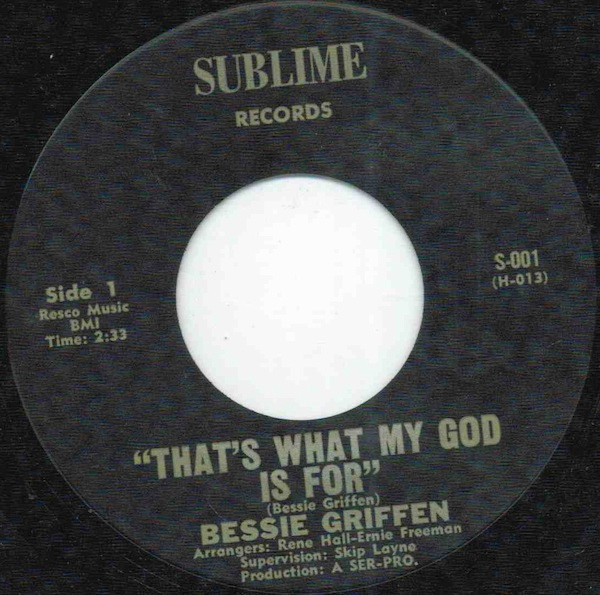 SUBLIME
RECORDS
Side 1
Resco Music
BMI
Time: 2:33
S-001
(H-013)
"THAT'S WHAT MY GOD
IS FOR"
(Bessie Griffen)
BESSIE GRIFFEN
Arrangers: Rene Hall-Ernie Freeman
Supervision: Skip Layne
Production: A SER-PRO.